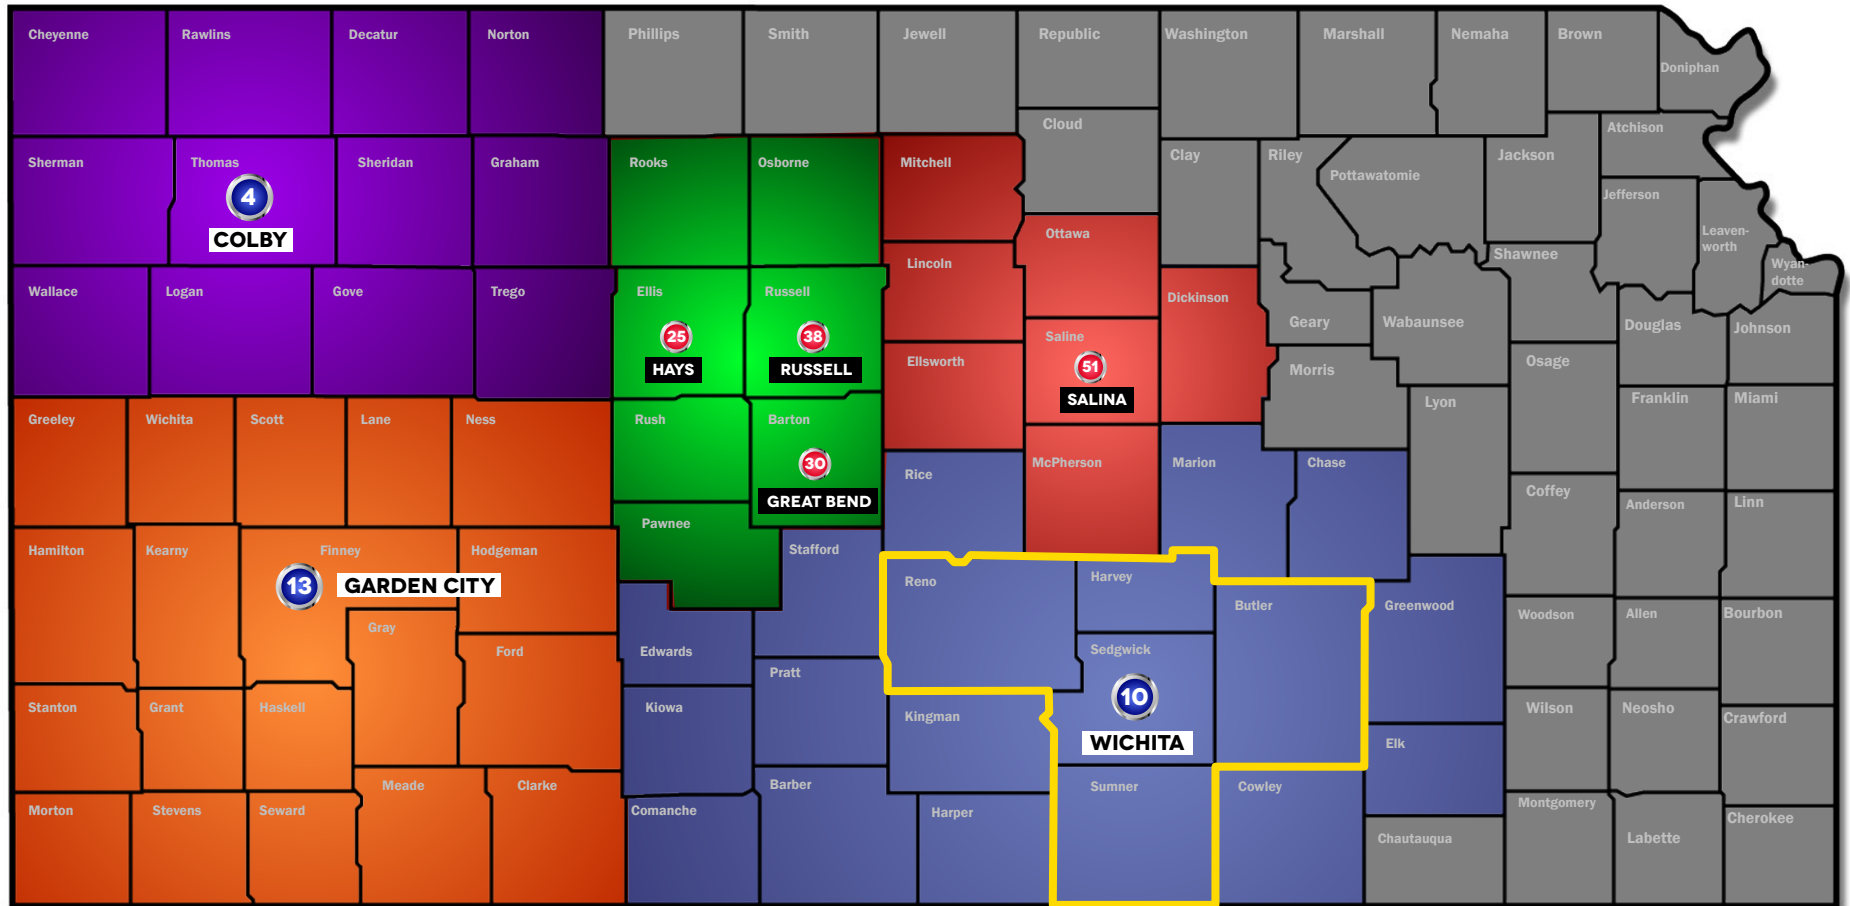 Cheyenne
Rawlins
Decatur
Norton
Phillips
Smith
Jewell
Republic
Washington
Marshall
Nemaha
Brown
Doniphan
Cloud
Atchison
Sherman
Thomas
Sheridan
Graham
Rooks
Osborne
Mitchell
Clay
Riley
Pottawatomie
Jackson
Jefferson
4
COLBY
Ottawa
Leaven-
worth
Shawnee
Wyan-
dotte
Wallace
Logan
Gove
Trego
Ellis
Russell
Lincoln
Dickinson
Geary
Wabaunsee
Douglas
Johnson
25
HAYS
38
RUSSELL
Ellsworth
Saline
51
SALINA
Morris
Osage
Lyon
Franklin
Miami
Greeley
Wichita
Scott
Lane
Ness
Rush
Barton
30
GREAT BEND
Rice
McPherson
Marion
Chase
Coffey
Anderson
Linn
Pawnee
Stafford
Hamilton
Kearny
Finney
Hodgeman
13
GARDEN CITY
Reno
Harvey
Butler
Greenwood
Woodson
Allen
Bourbon
Gray
Ford
Edwards
Sedgwick
10
WICHITA
Pratt
Stanton
Grant
Haskell
Kiowa
Kingman
Wilson
Neosho
Crawford
Elk
Meade
Clarke
Barber
Sumner
Cowley
Morton
Stevens
Seward
Comanche
Harper
Montgomery
Chautauqua
Labette
Cherokee